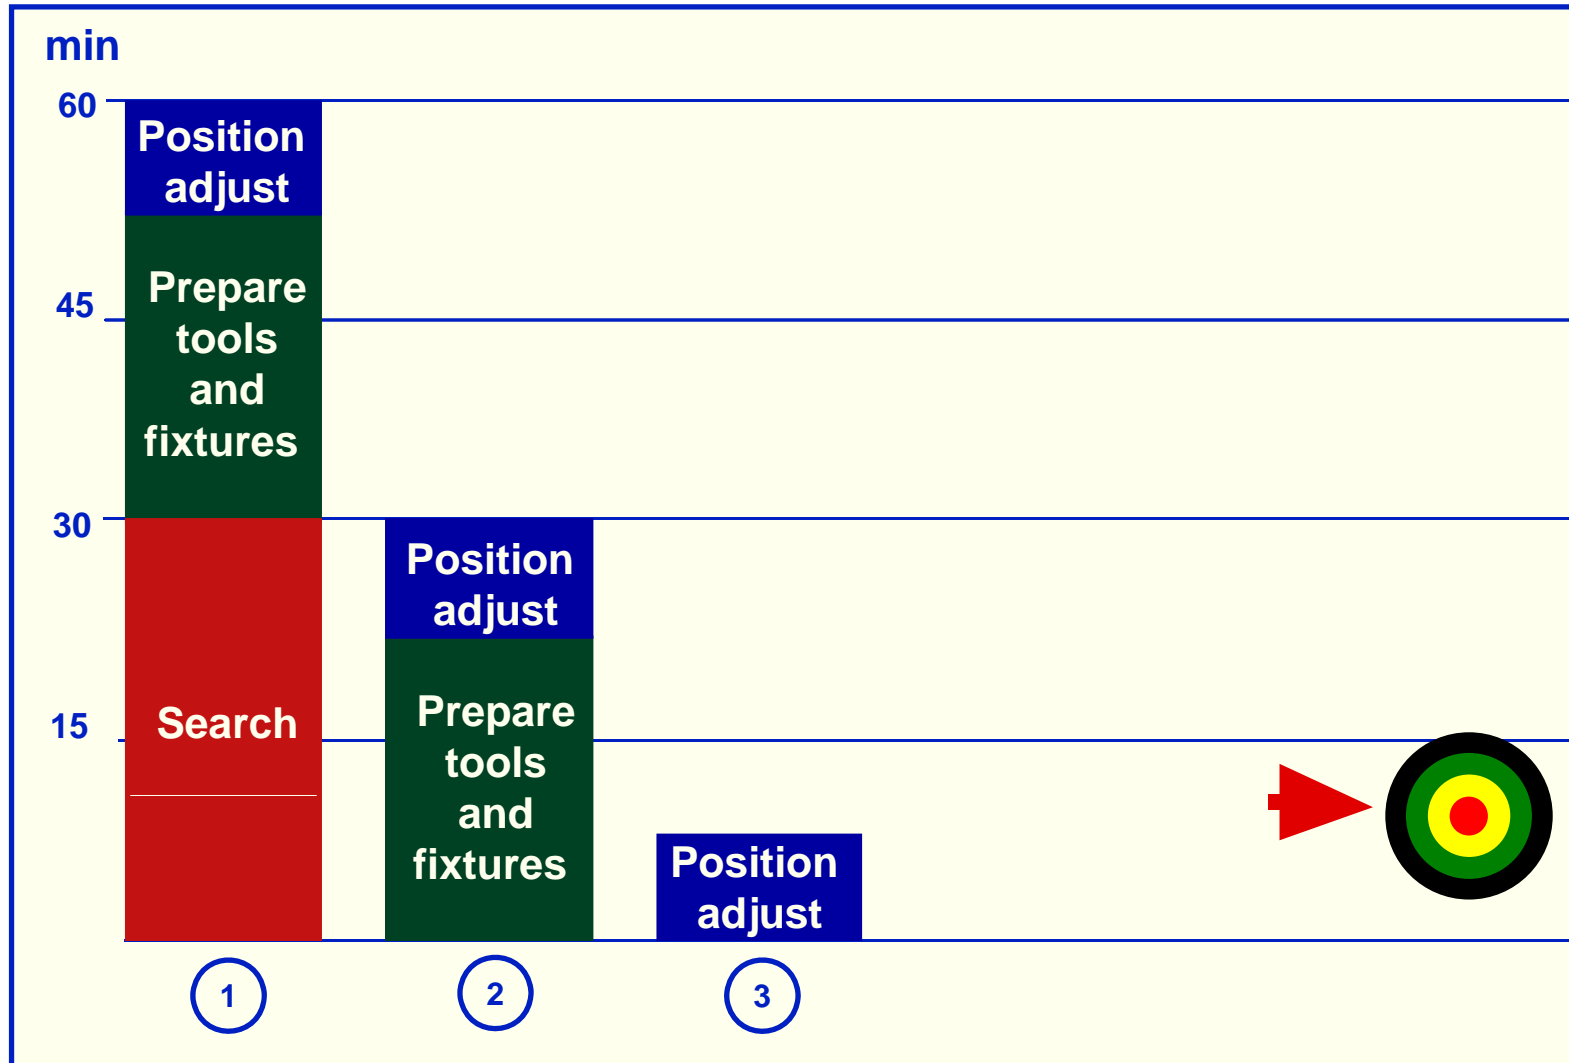 min
60
Position
adjust
Prepare
45
tools
and
fixtures
30
Position
adjust
Search
15
Prepare
tools
and
fixtures
Position
adjust
1
2
3